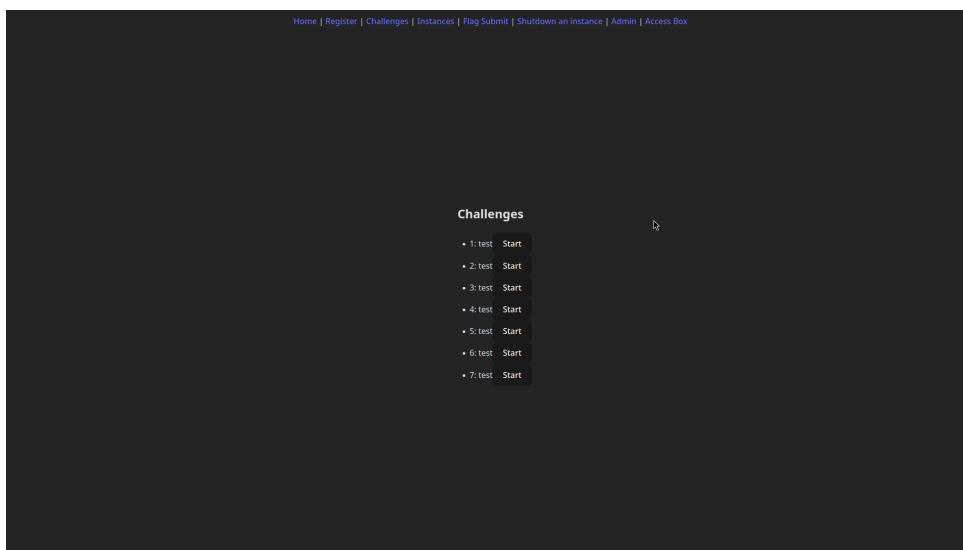 Home | Register | Challenges | Instances | Flag Submit | Shutdown an instance | Admin | Access Box
Challenges
• 1: test Start
• 2: test Start
• 3: test Start
• 4: test Start
• 5: test Start
• 6: test Start
• 7: test Start